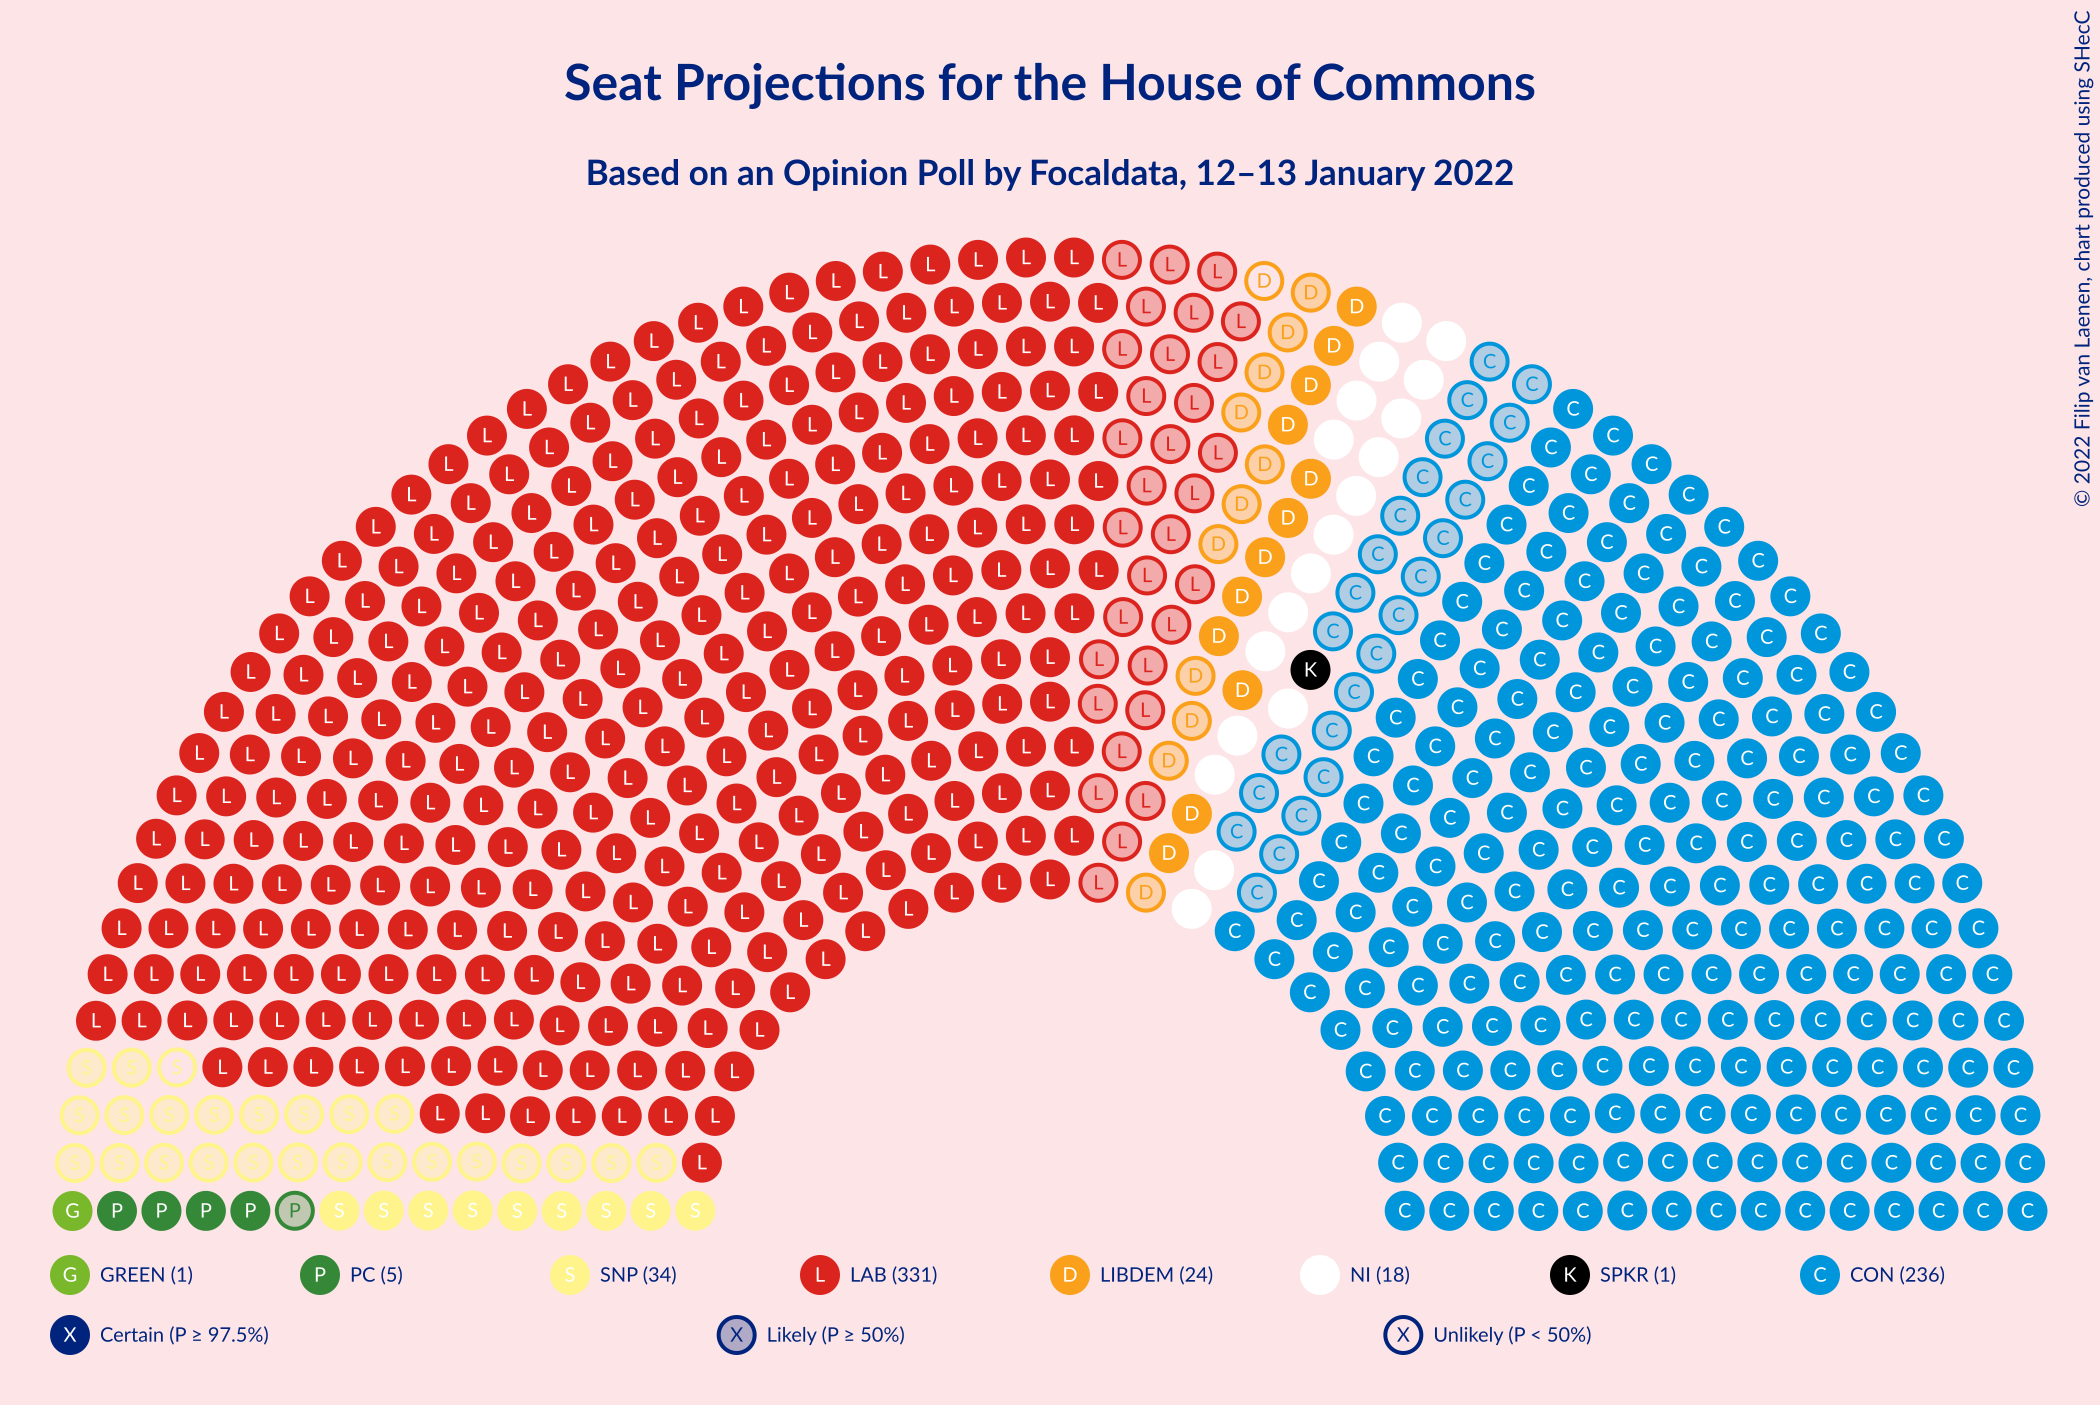 Seat Projections for the House of Commons
Based on an Opinion Poll by Focaldata, 12–13 January 2022
© 2022 Filip van Laenen, chart produced using SHecC
G GREEN (1) P PC (5) S SNP (34) L LAB (331) D LIBDEM (24) NI (18) K SPKR (1) C CON (236)
X Certain (P ≥ 97.5%) X Likely (P ≥ 50%) X Unlikely (P < 50%)